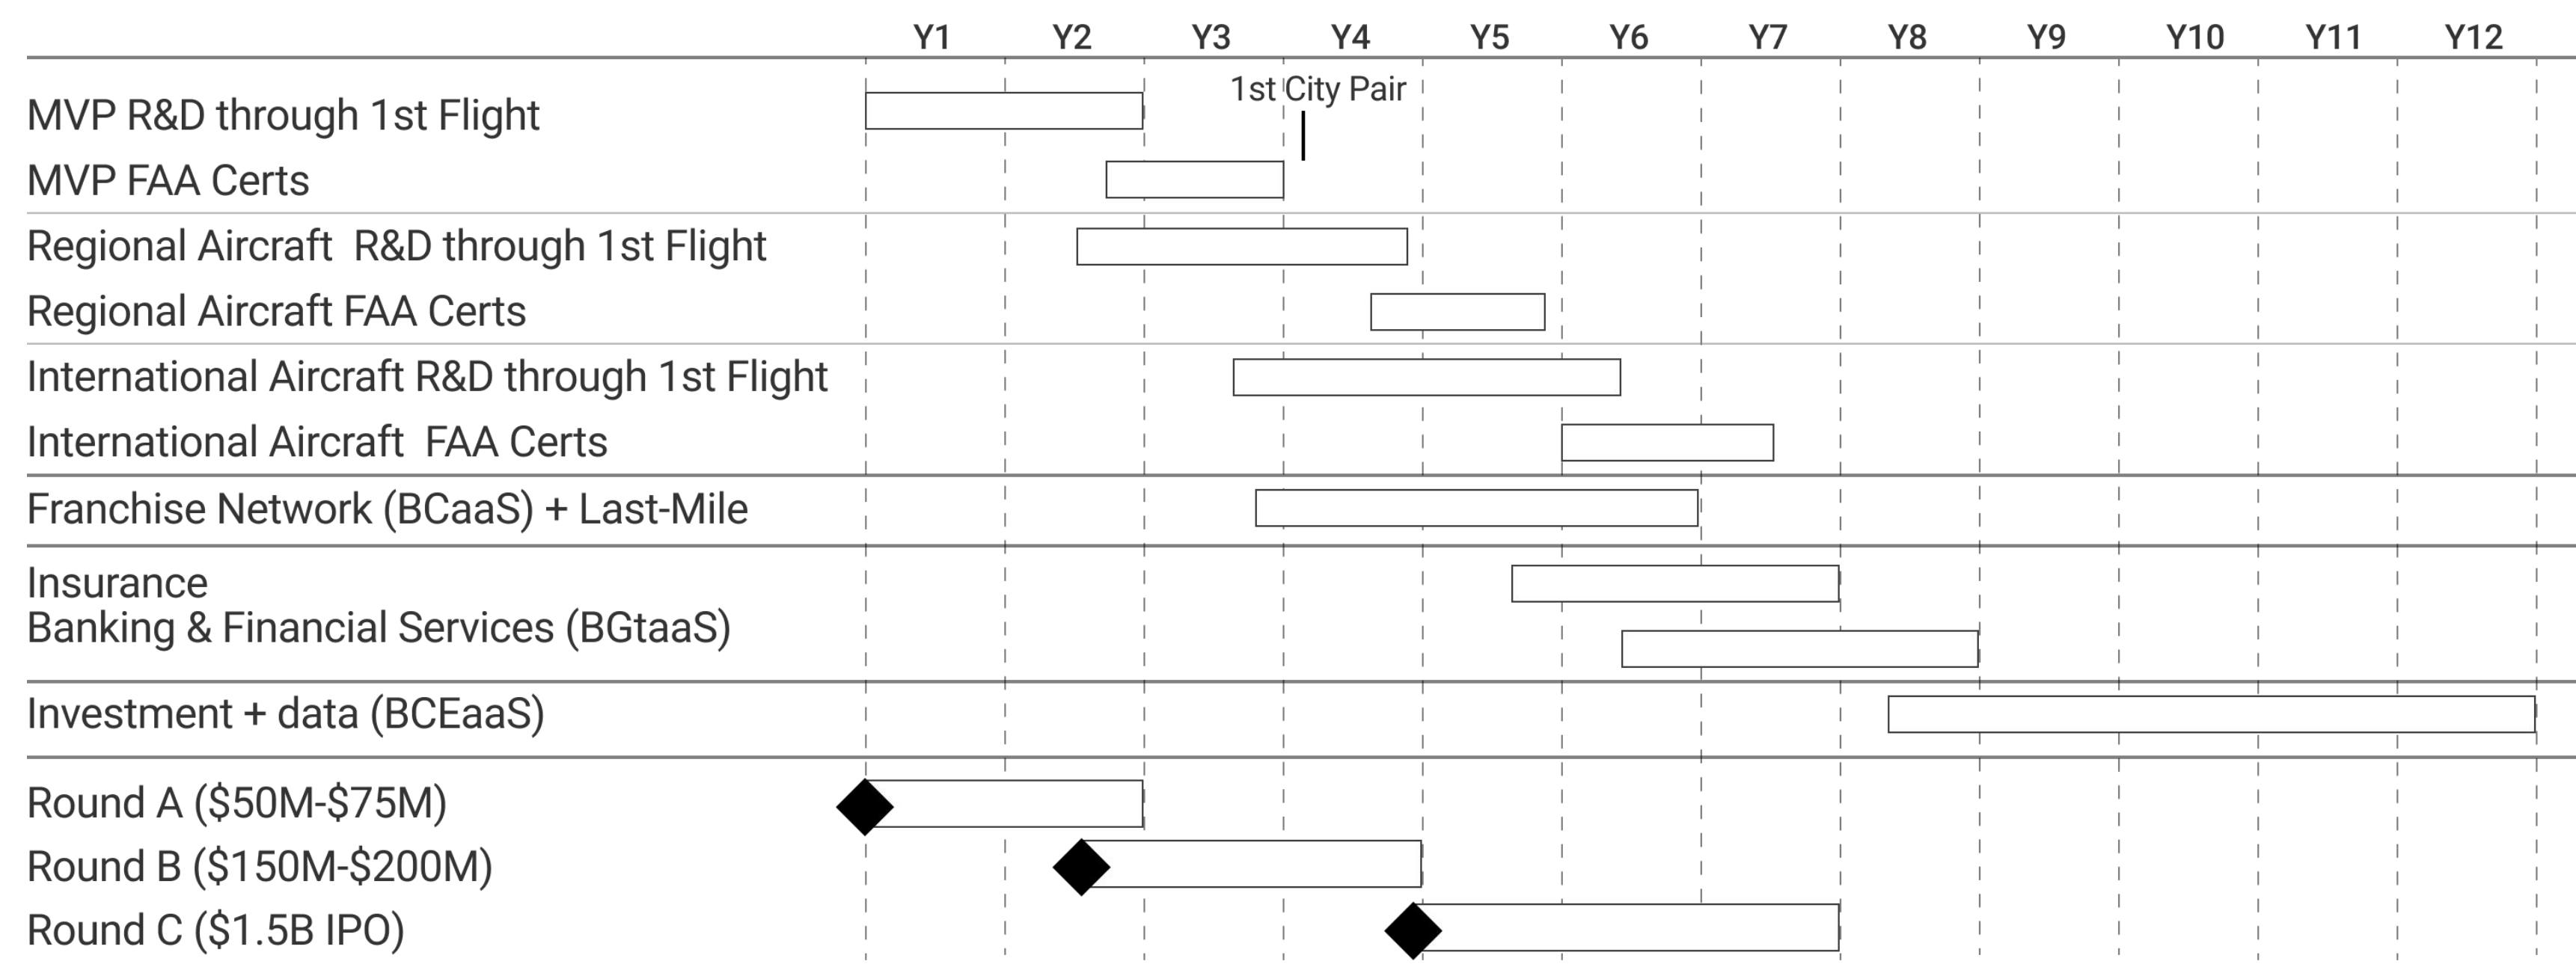 Y1 Y2 Y3 Y4 Y5 Y6 Y7 Y8 Y9 Y10 Y11 Y12
1st City Pair
MVP R&D through 1st Flight
MVP FAA Certs
Regional Aircraft  R&D through 1st Flight
Regional Aircraft FAA Certs
International Aircraft R&D through 1st Flight
International Aircraft  FAA Certs
Franchise Network (BCaaS) + Last-Mile
Insurance
Banking & Financial Services (BGtaaS)
Investment + data (BCEaaS)
Round A ($50M-$75M)
Round B ($150M-$200M)
Round C ($1.5B IPO)